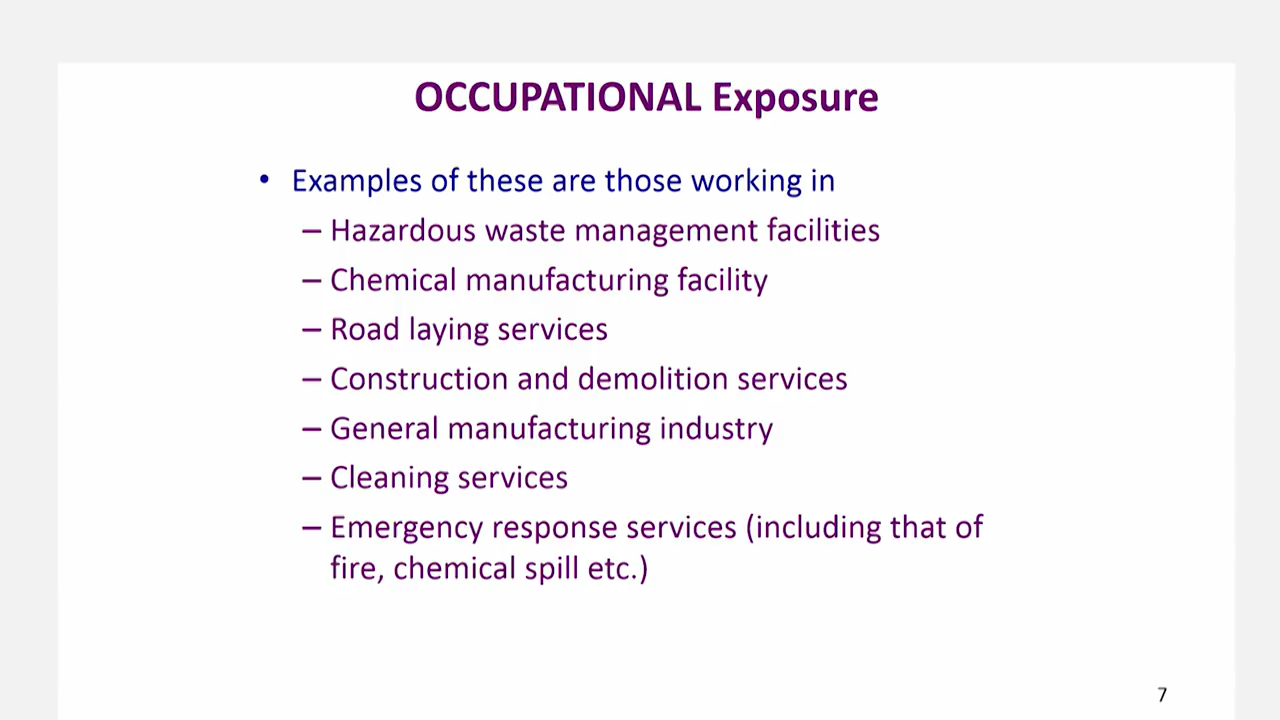 OCCUPATIONAL Exposure
• Examples of these are those working in
– Hazardous waste management facilities
– Chemical manufacturing facility
– Road laying services
– Construction and demolition services
– General manufacturing industry
– Cleaning services
– Emergency response services (including that of
fire, chemical spill etc.)
7